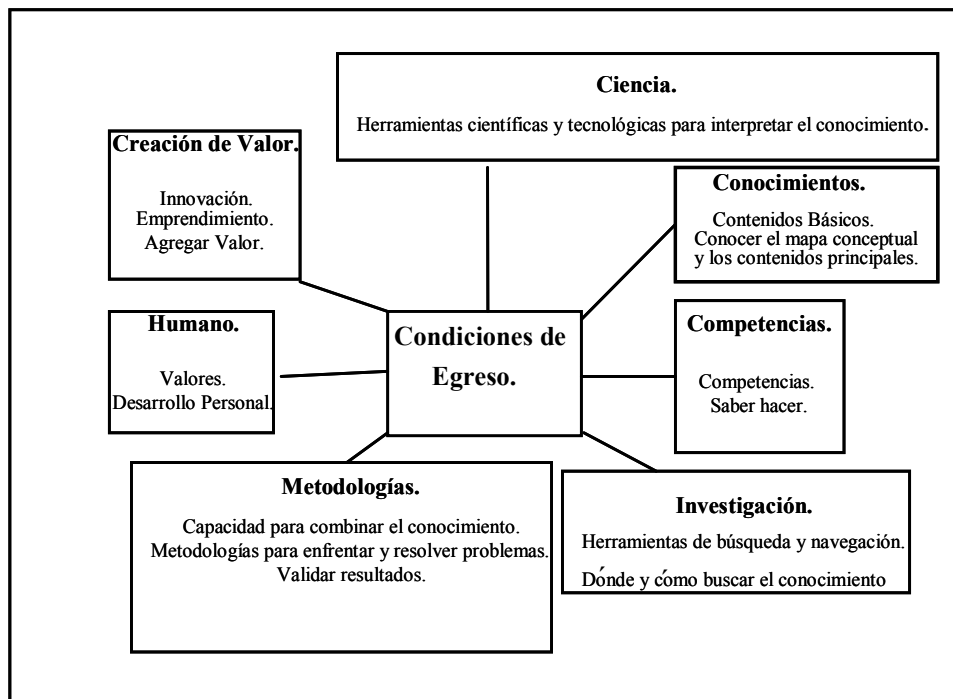 Ciencia.
Herramientas científicas y tecnológicas para interpretar el conocimiento.
Creación de Valor.
Innovación.
Emprendimiento.
Agregar Valor.
Conocimientos.
Contenidos Básicos.
Conocer el mapa conceptual
y los contenidos principales.
Humano.
Valores.
Desarrollo Personal.
Condiciones de
Egreso.
Competencias.
Competencias.
Saber hacer.
Metodologías.
Capacidad para combinar el conocimiento.
Metodologías para enfrentar y resolver problemas.
Validar resultados.
Investigación.
Herramientas de búsqueda y navegación.
Dónde y cómo buscar el conocimiento